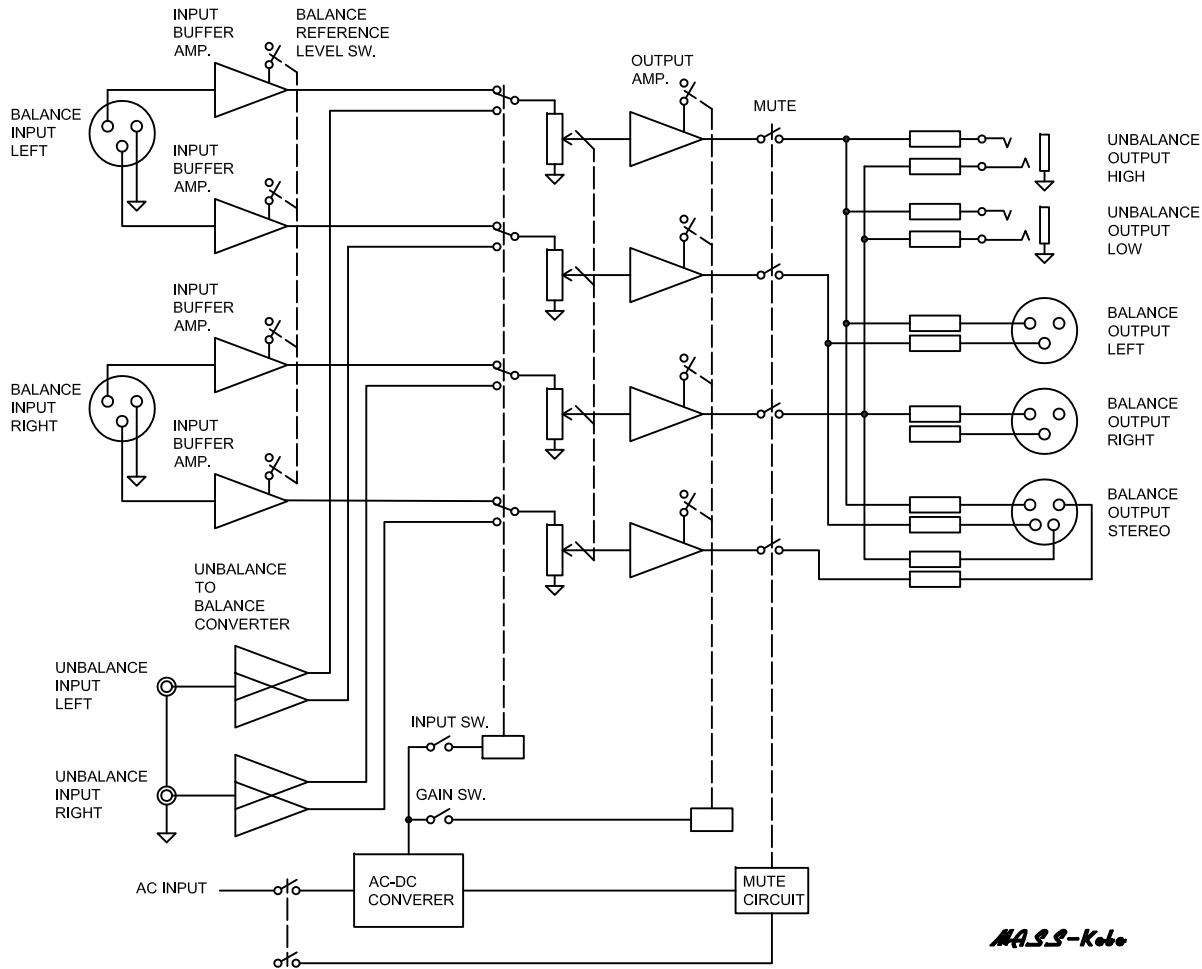 INPUT
BUFFER
AMP.
BALANCE
REFERENCE
LEVEL SW.
OUTPUT
AMP.
MUTE
BALANCE
INPUT
LEFT
INPUT
BUFFER
AMP.
UNBALANCE
OUTPUT
HIGH
UNBALANCE
OUTPUT
LOW
INPUT
BUFFER
AMP.
BALANCE
OUTPUT
LEFT
BALANCE
INPUT
RIGHT
INPUT
BUFFER
AMP.
BALANCE
OUTPUT
RIGHT
BALANCE
OUTPUT
STEREO
UNBALANCE
TO
BALANCE
CONVERTER
UNBALANCE
INPUT
LEFT
INPUT SW.
UNBALANCE
INPUT
RIGHT
GAIN SW.
AC INPUT
AC-DC
CONVERER
MUTE
CIRCUIT
MASS-Kobo